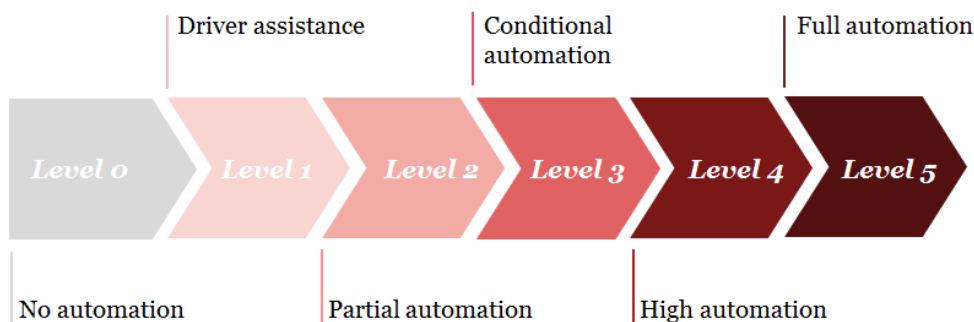 Driver assistance
Conditional
automation
Full automation
Level 0
Level 1
Level 2
Level 3
Level 4
Level 5
No automation
Partial automation
High automation